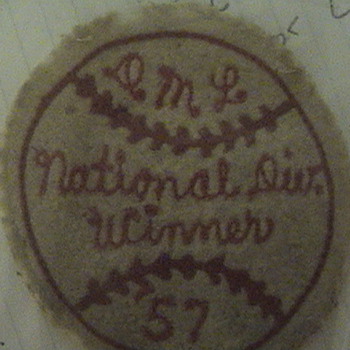 P M L
National Div.
Winner
57